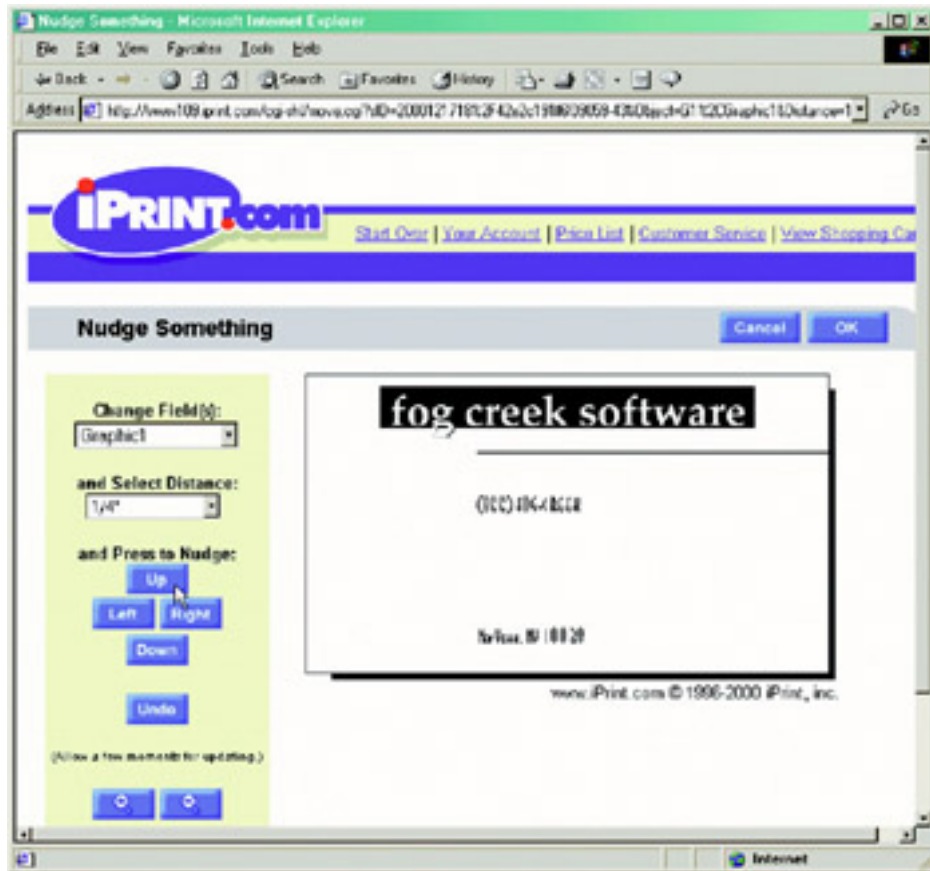 Nudge Something - Microsoft Internet Explorer
File Edit View Favorites Tools Help
Back Search Favorites History
Address Go
iPRINT.com
Start Over | Your Account | Price List | Customer Service | View Shopping Car
Nudge Something
Cancel OK
Change Field(s):
Graphic1
and Select Distance:
1/4"
and Press to Nudge:
Up
Left Right
Down
Undo
(Allow a few moments for updating.)
fog creek software
www.iPrint.com © 1996-2000 iPrint, inc.
Internet